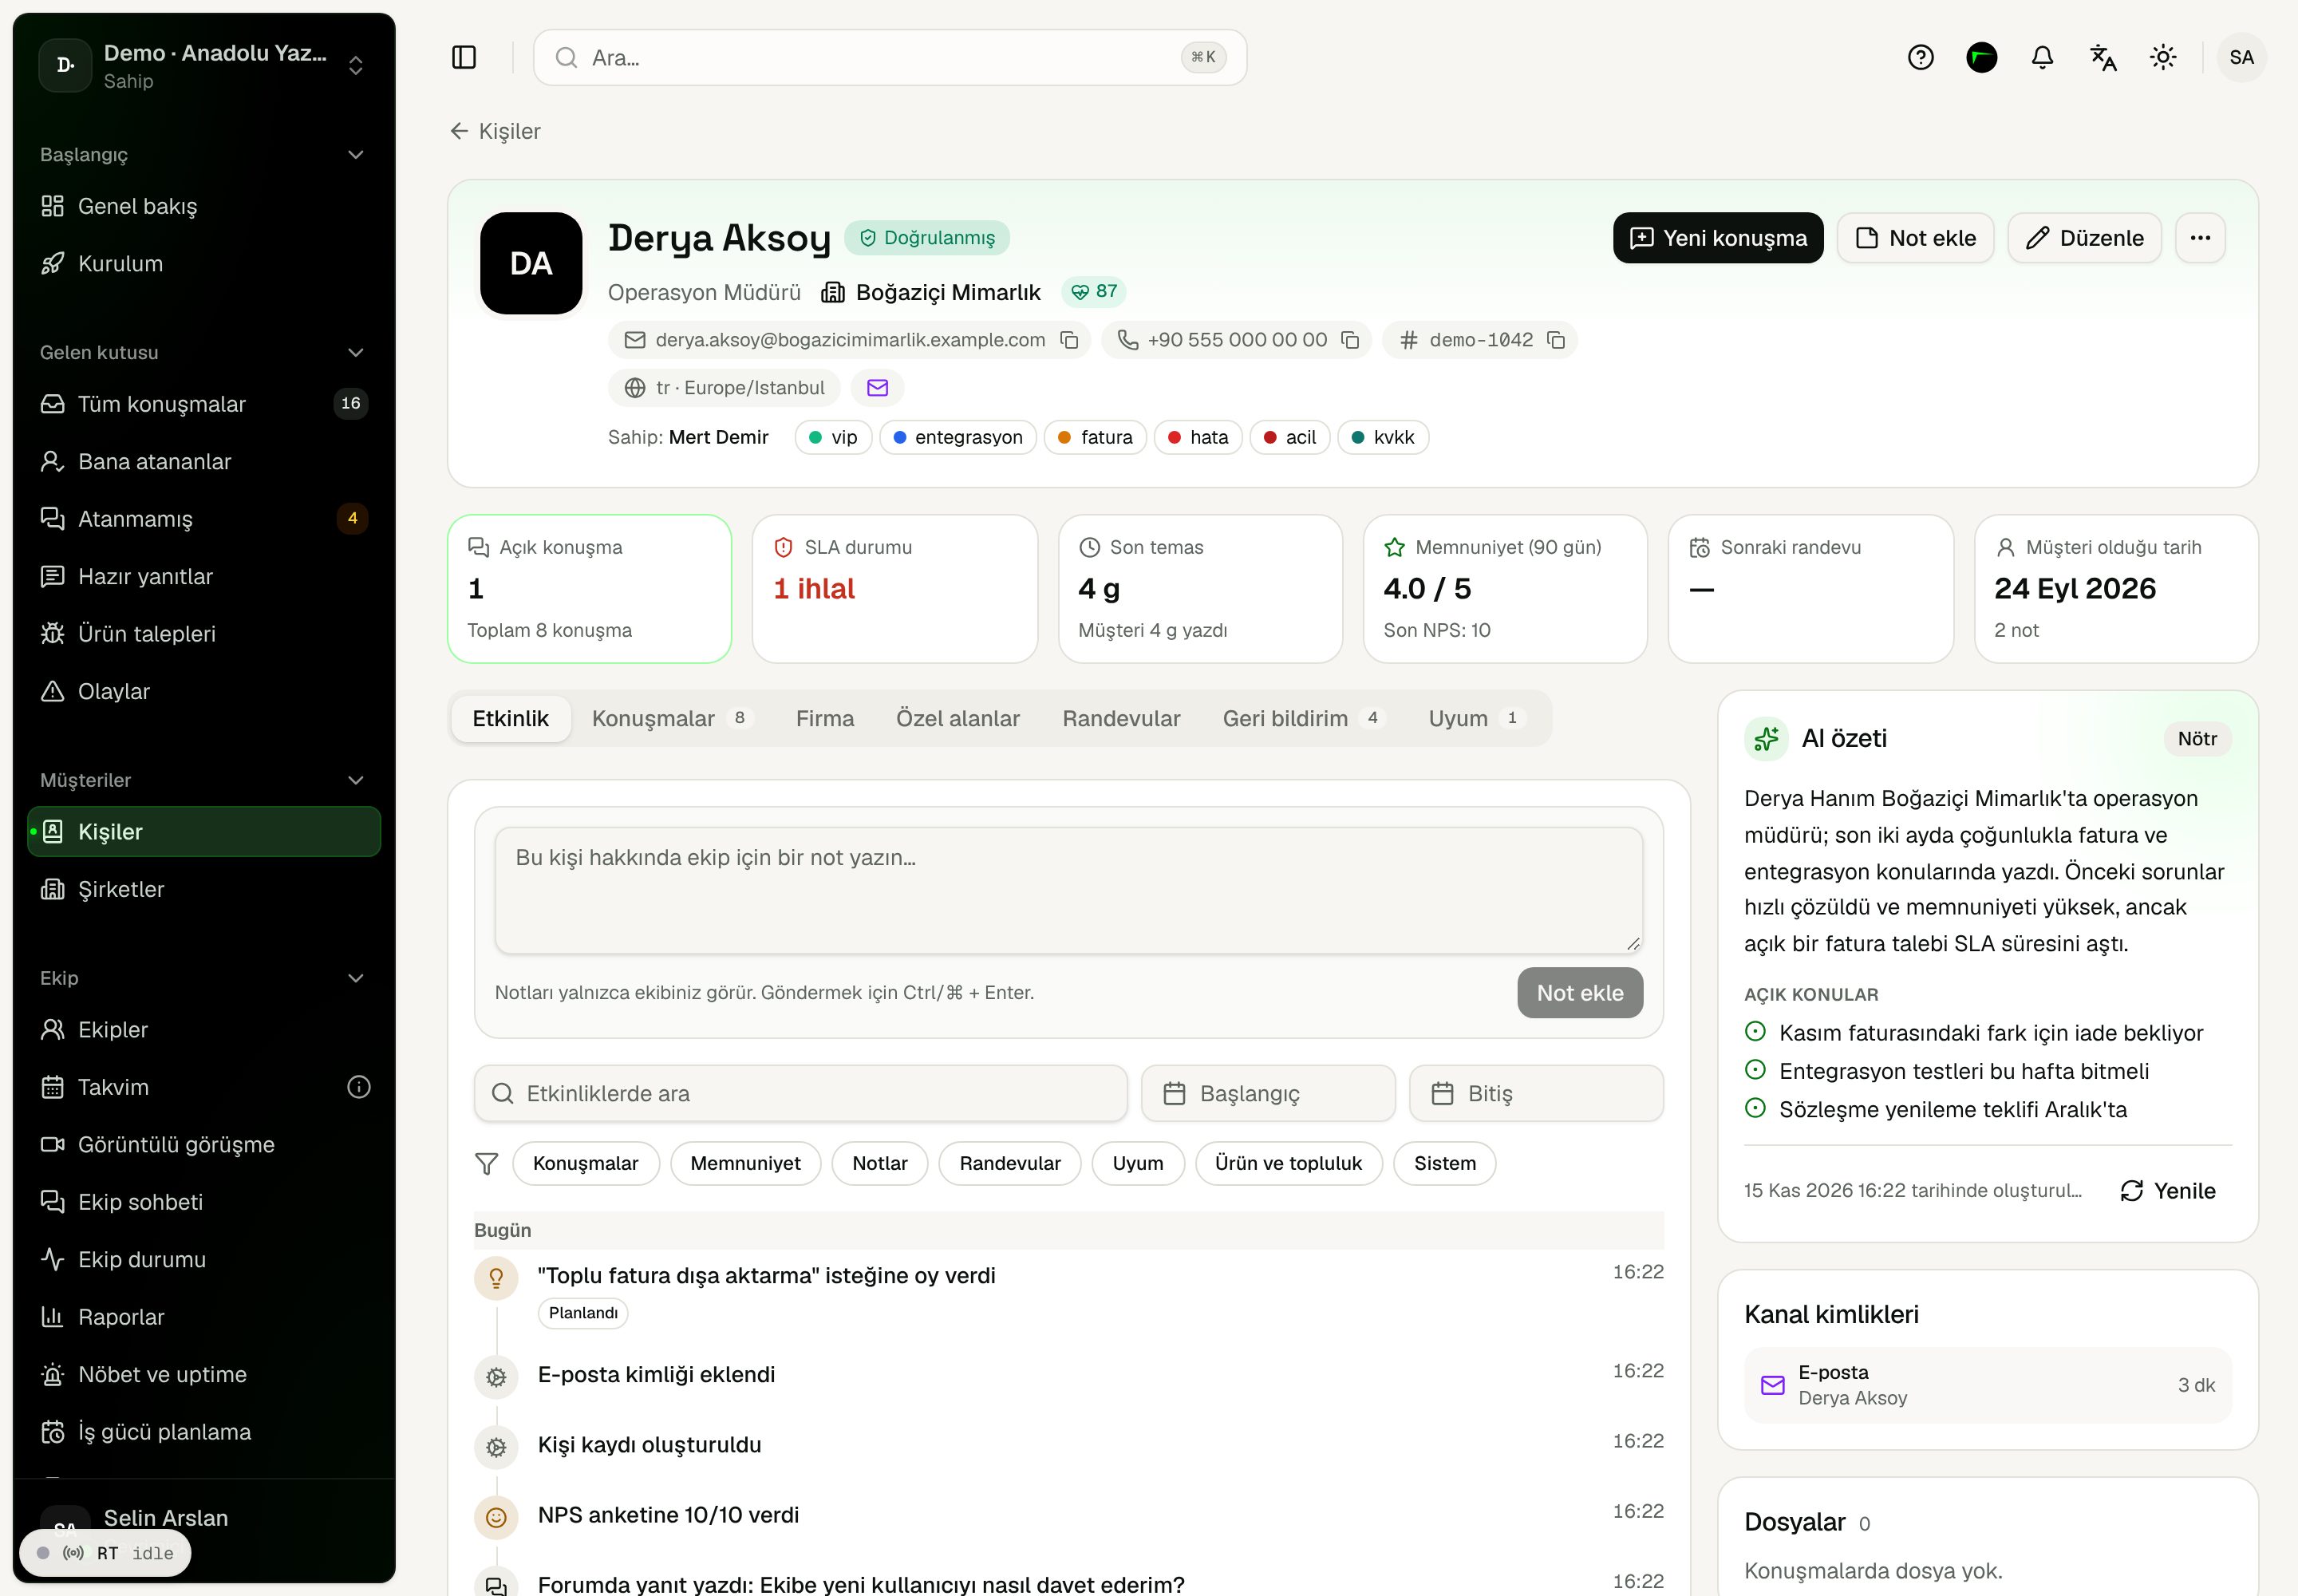 D·
Demo · Anadolu Yaz...
Sahip
Başlangıç
Genel bakış
Kurulum
Gelen kutusu
Tüm konuşmalar 16
Bana atananlar
Atanmamış 4
Hazır yanıtlar
Ürün talepleri
Olaylar
Müşteriler
Kişiler
Şirketler
Ekip
Ekipler
Takvim
Görüntülü görüşme
Ekip sohbeti
Ekip durumu
Raporlar
Nöbet ve uptime
İş gücü planlama
SA
Selin Arslan
RT idle
Ara...
⌘K
SA
Kişiler
DA
Derya Aksoy
Doğrulanmış
Yeni konuşma
Not ekle
Düzenle
Operasyon Müdürü
Boğaziçi Mimarlık
87
derya.aksoy@bogazicimimarlik.example.com
+90 555 000 00 00
demo-1042
tr · Europe/Istanbul
Sahip: Mert Demir
vip
entegrasyon
fatura
hata
acil
kvkk
Açık konuşma
1
Toplam 8 konuşma
SLA durumu
1 ihlal
Son temas
4 g
Müşteri 4 g yazdı
Memnuniyet (90 gün)
4.0 / 5
Son NPS: 10
Sonraki randevu
—
Müşteri olduğu tarih
24 Eyl 2026
2 not
Etkinlik
Konuşmalar 8
Firma
Özel alanlar
Randevular
Geri bildirim 4
Uyum 1
Bu kişi hakkında ekip için bir not yazın...
Notları yalnızca ekibiniz görür. Göndermek için Ctrl/⌘ + Enter.
Not ekle
Etkinliklerde ara
Başlangıç
Bitiş
Konuşmalar
Memnuniyet
Notlar
Randevular
Uyum
Ürün ve topluluk
Sistem
Bugün
"Toplu fatura dışa aktarma" isteğine oy verdi 16:22
Planlandı
E-posta kimliği eklendi 16:22
Kişi kaydı oluşturuldu 16:22
NPS anketine 10/10 verdi 16:22
Forumda yanıt yazdı: Ekibe yeni kullanıcıyı nasıl davet ederim? 16:22
AI özeti
Nötr
Derya Hanım Boğaziçi Mimarlık'ta operasyon
müdürü; son iki ayda çoğunlukla fatura ve
entegrasyon konularında yazdı. Önceki sorunlar
hızlı çözüldü ve memnuniyeti yüksek, ancak
açık bir fatura talebi SLA süresini aştı.
AÇIK KONULAR
Kasım faturasındaki fark için iade bekliyor
Entegrasyon testleri bu hafta bitmeli
Sözleşme yenileme teklifi Aralık'ta
15 Kas 2026 16:22 tarihinde oluşturul...
Yenile
Kanal kimlikleri
E-posta
Derya Aksoy
3 dk
Dosyalar 0
Konuşmalarda dosya yok.